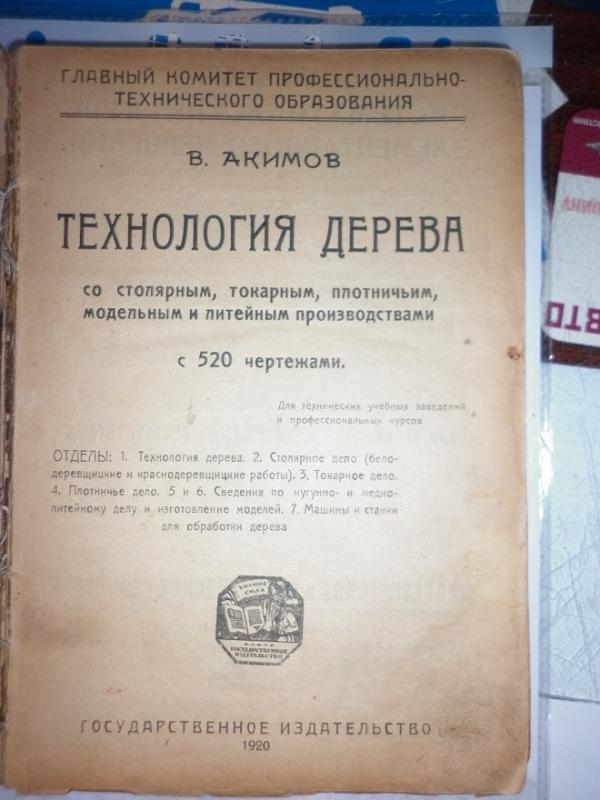 ГЛАВНЫЙ КОМИТЕТ ПРОФЕССИОНАЛЬНО-
ТЕХНИЧЕСКОГО ОБРАЗОВАНИЯ
В. АКИМОВ
ТЕХНОЛОГИЯ ДЕРЕВА
со столярным, токарным, плотничьим,
модельным и литейным производствами
с 520 чертежами.
Для технических учебных заведений
и профессиональных курсов
ОТДЕЛЫ: 1. Технология дерева. 2. Столярное дело (бело-
деревщицкие и краснодеревщицкие работы). 3. Токарное дело.
4. Плотничье дело. 5 и 6. Сведения по чугунно- и медно-
литейному делу и изготовление моделей. 7. Машины и станки
для обработки дерева
ЗНАНИЕ
СИЛА
Р.С.Ф.С.Р
ГОСУДАРСТВЕННОЕ
ИЗДАТЕЛЬСТВО
ГОСУДАРСТВЕННОЕ ИЗДАТЕЛЬСТВО
1920
ВТО